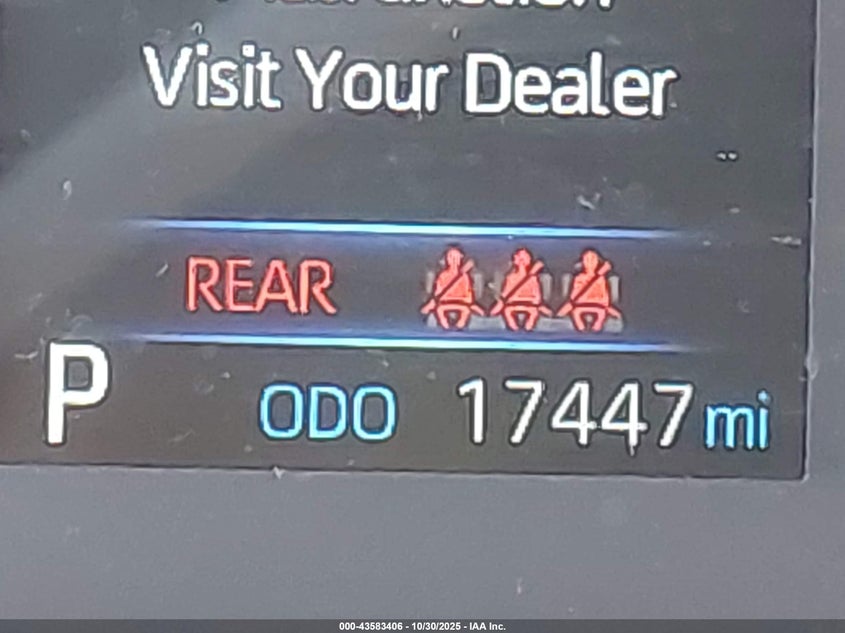 Visit Your Dealer
REAR
P ODO 17447 mi
000-43583406 - 10/30/2025 - IAA Inc.